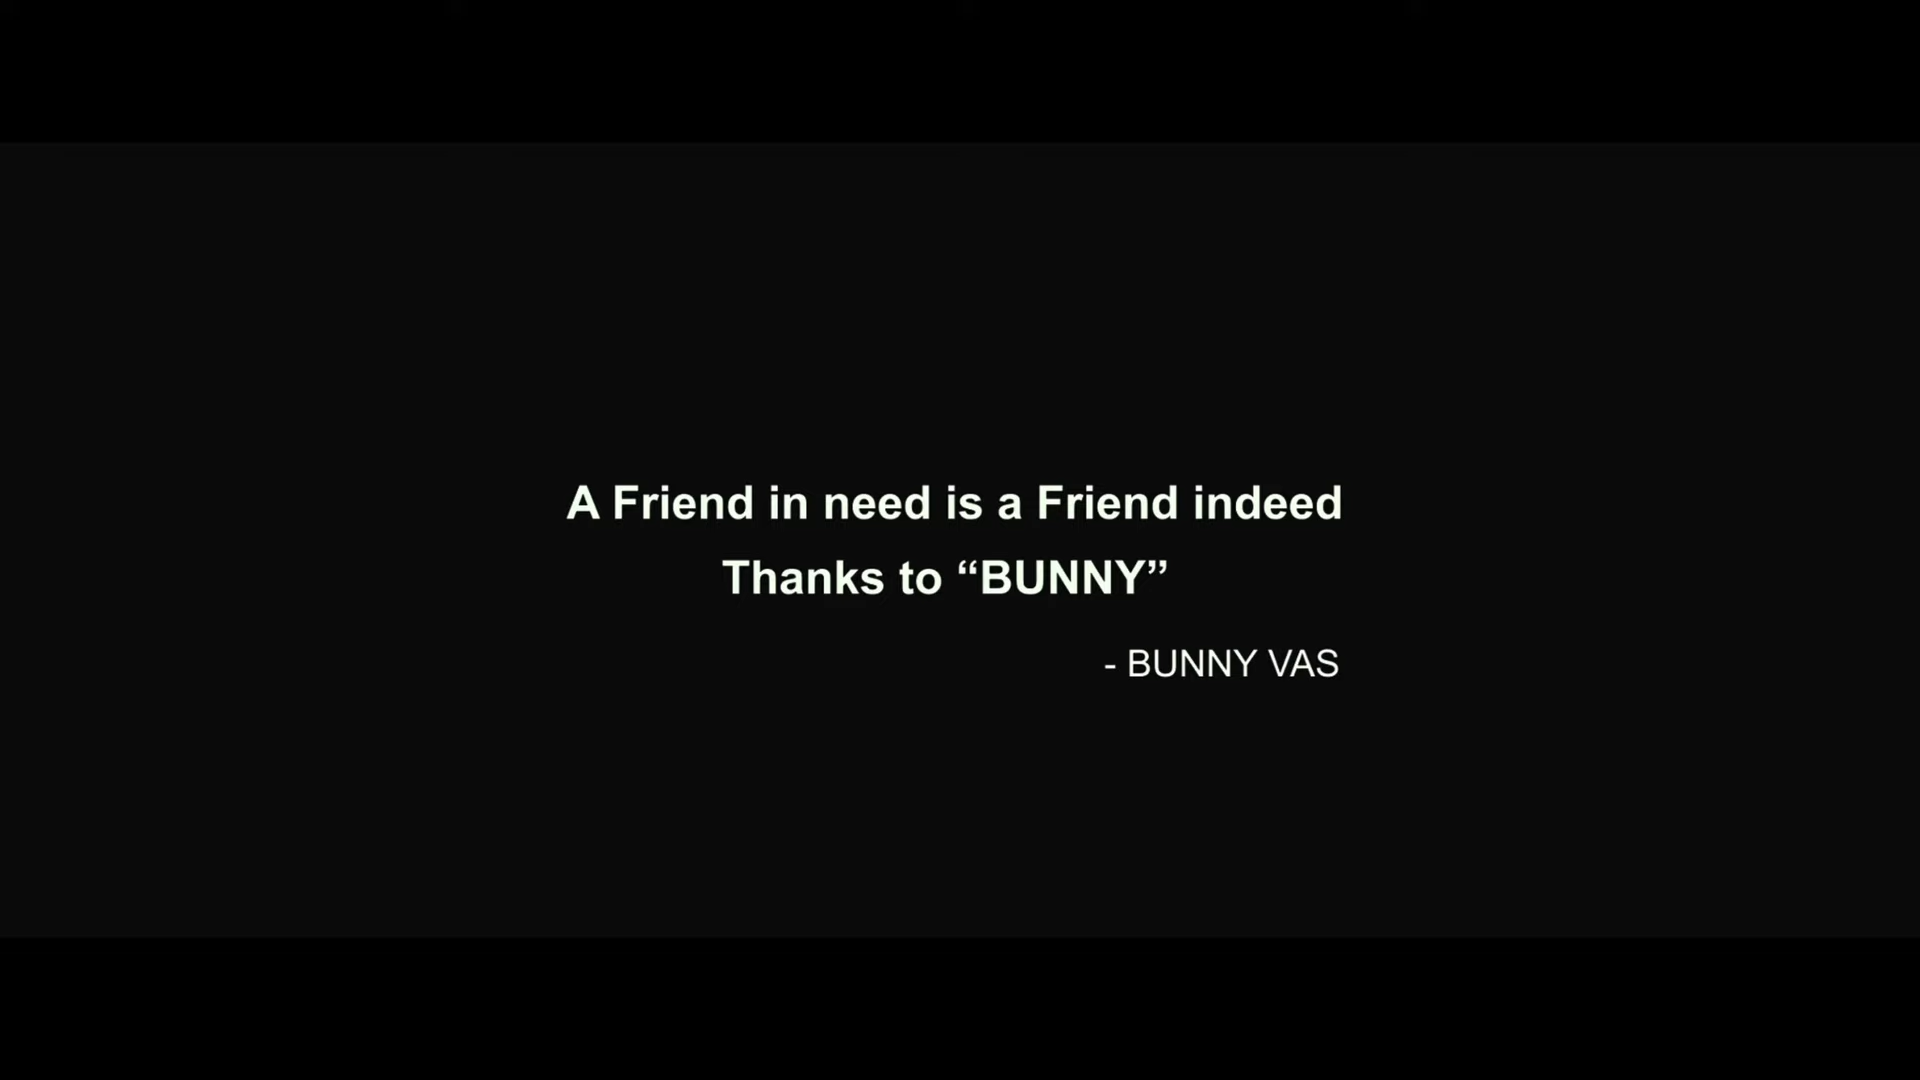 A Friend in need is a Friend indeed
Thanks to “BUNNY”
- BUNNY VAS